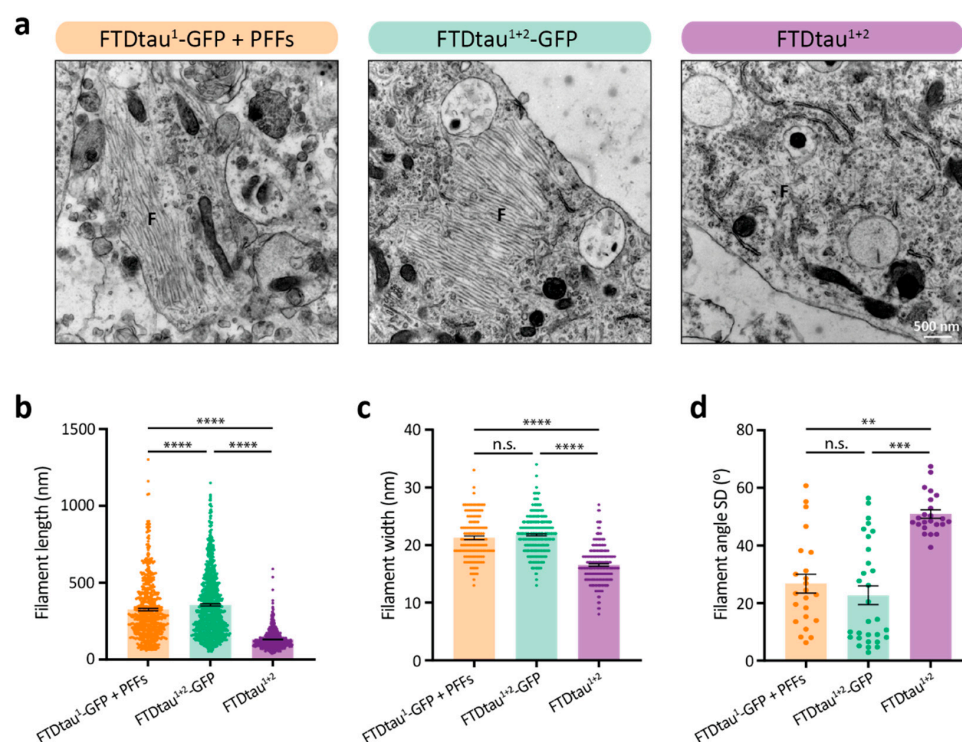 a
FTDtau¹-GFP + PFFs
FTDtau¹⁺²-GFP
FTDtau¹⁺²
F
F
F
500 nm
b
Filament length (nm)
1500
1000
500
0
****
****
****
FTDtau¹-GFP + PFFs
FTDtau¹⁺²-GFP
FTDtau¹⁺²
c
Filament width (nm)
40
30
20
10
0
****
n.s.
****
FTDtau¹-GFP + PFFs
FTDtau¹⁺²-GFP
FTDtau¹⁺²
d
Filament angle SD (°)
80
60
40
20
0
**
n.s.
***
FTDtau¹-GFP + PFFs
FTDtau¹⁺²-GFP
FTDtau¹⁺²